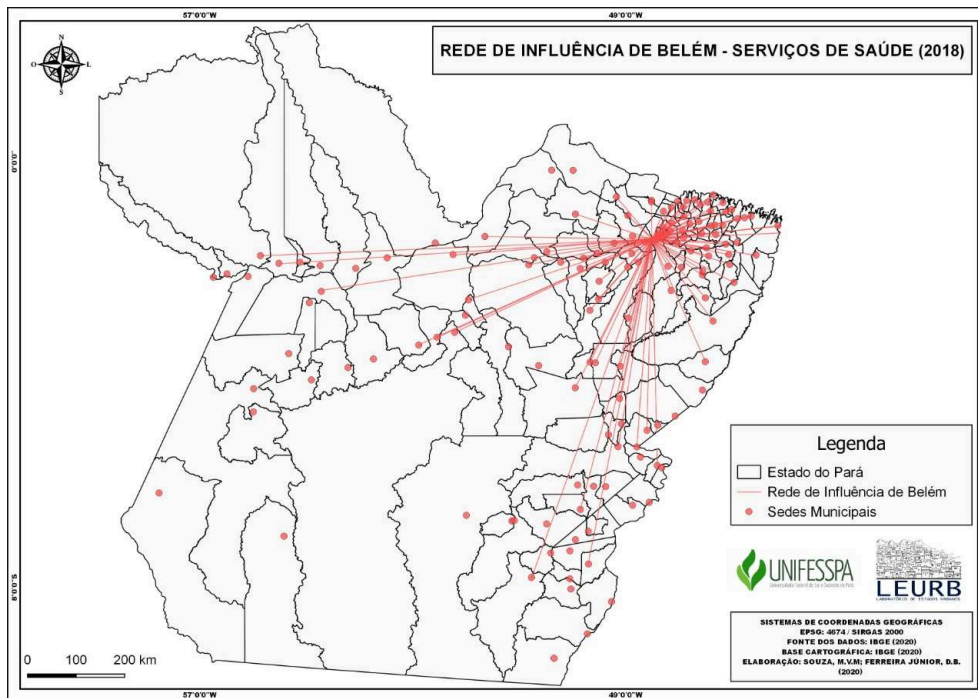 57°0'0"W
49°0'0"W
REDE DE INFLUÊNCIA DE BELÉM - SERVIÇOS DE SAÚDE (2018)
N
O
L
S
0°0'0"
Legenda
Estado do Pará
Rede de Influência de Belém
Sedes Municipais
UNIFESSPA
LEURB
8°0'0"S
SISTEMAS DE COORDENADAS GEOGRÁFICAS
EPSG: 4674 / SIRGAS 2000
FONTE DOS DADOS: IBGE (2020)
BASE CARTOGRÁFICA: IBGE (2020)
ELABORAÇÃO: SOUZA, M.V.M; FERREIRA JÚNIOR, D.B.
(2020)
0 100 200 km
57°0'0"W
49°0'0"W